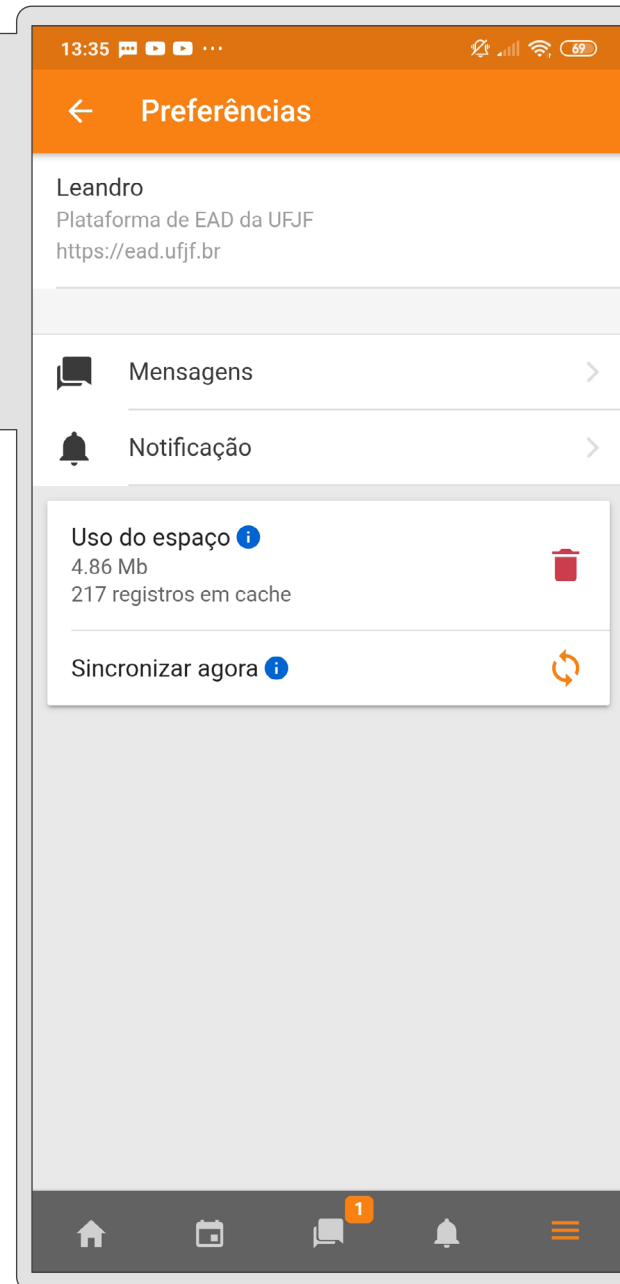 13:35 ... 69
Preferências
Leandro
Plataforma de EAD da UFJF
https://ead.ufjf.br
Mensagens
Notificação
Uso do espaço i
4.86 Mb
217 registros em cache
Sincronizar agora i
1